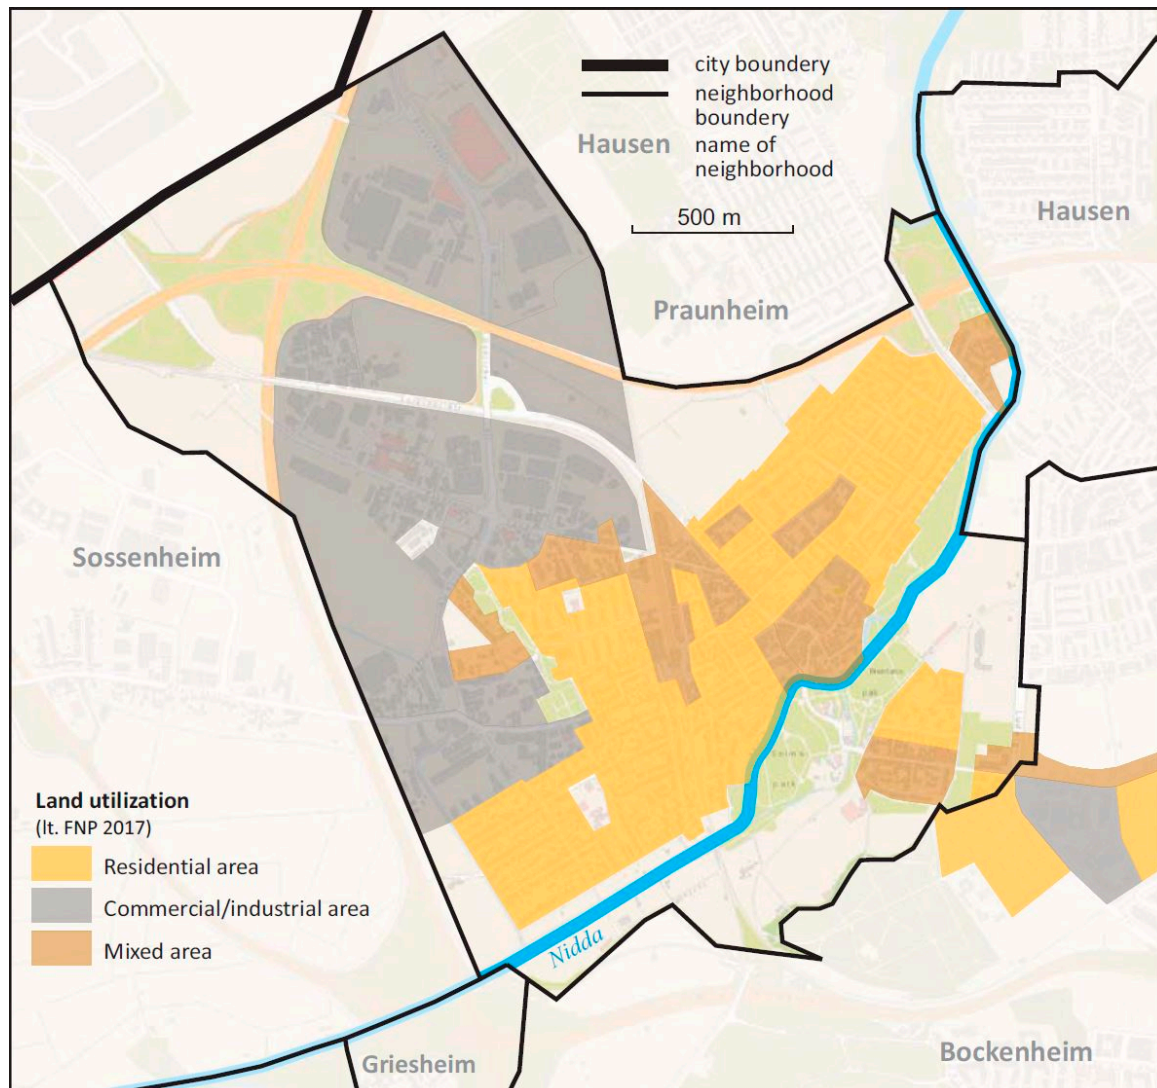 city boundery
neighborhood
boundery
Hausen
name of
neighborhood
500 m
Hausen
Praunheim
Sossenheim
Land utilization
(lt. FNP 2017)
Residential area
Commercial/industrial area
Mixed area
Nidda
Griesheim
Bockenheim